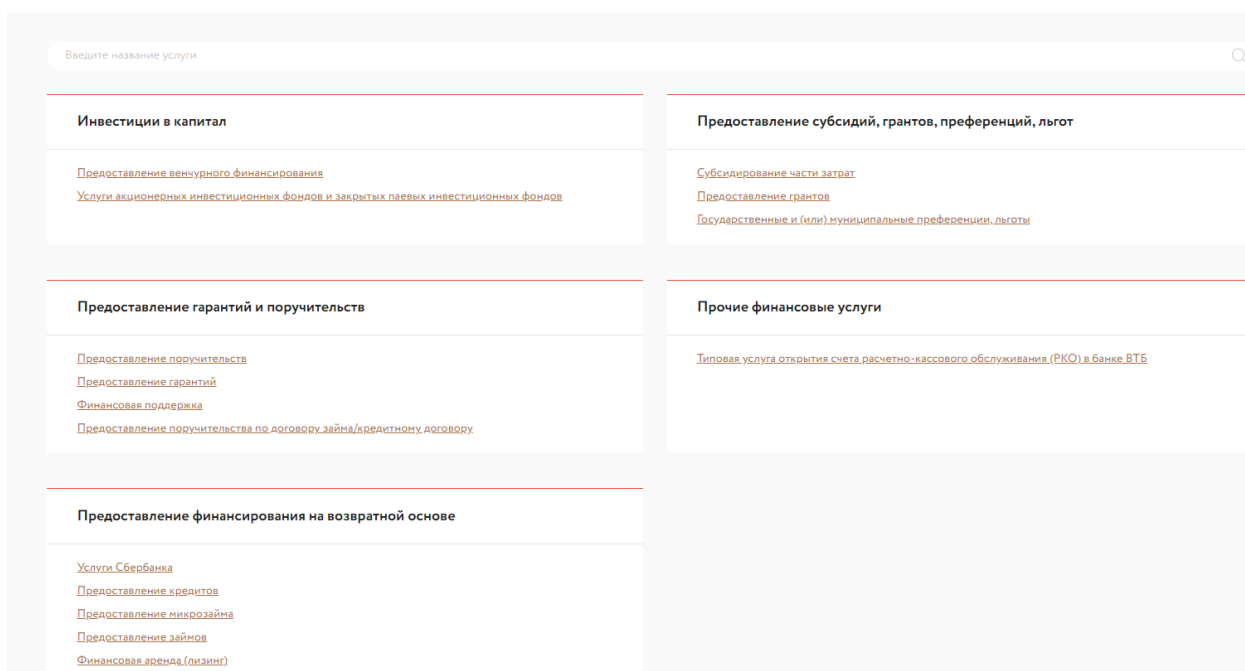 Введите название услуги
Инвестиции в капитал
Предоставление венчурного финансирования
Услуги акционерных инвестиционных фондов и закрытых паевых инвестиционных фондов
Предоставление субсидий, грантов, преференций, льгот
Субсидирование части затрат
Предоставление грантов
Государственные и (или) муниципальные преференции, льготы
Предоставление гарантий и поручительств
Предоставление поручительств
Предоставление гарантий
Финансовая поддержка
Предоставление поручительства по договору займа/кредитному договору
Прочие финансовые услуги
Типовая услуга открытия счета расчетно-кассового обслуживания (РКО) в банке ВТБ
Предоставление финансирования на возвратной основе
Услуги Сбербанка
Предоставление кредитов
Предоставление микрозайма
Предоставление займов
Финансовая аренда (лизинг)